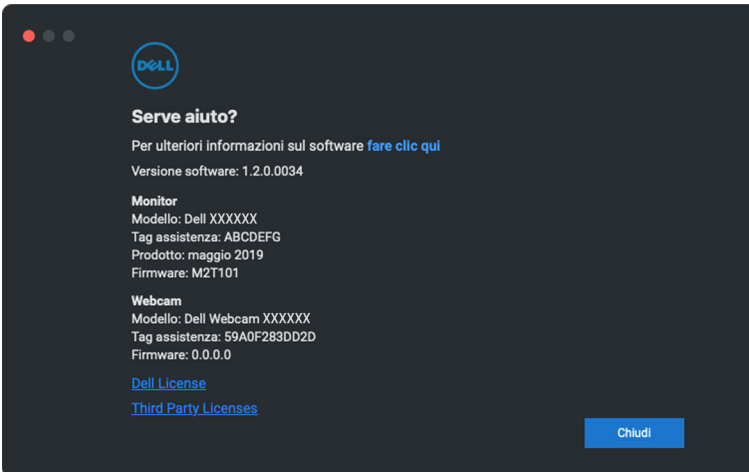 DELL
Serve aiuto?
Per ulteriori informazioni sul software fare clic qui
Versione software: 1.2.0.0034
Monitor
Modello: Dell XXXXXX
Tag assistenza: ABCDEFG
Prodotto: maggio 2019
Firmware: M2T101
Webcam
Modello: Dell Webcam XXXXXX
Tag assistenza: 59A0F283DD2D
Firmware: 0.0.0.0
Dell License
Third Party Licenses
Chiudi